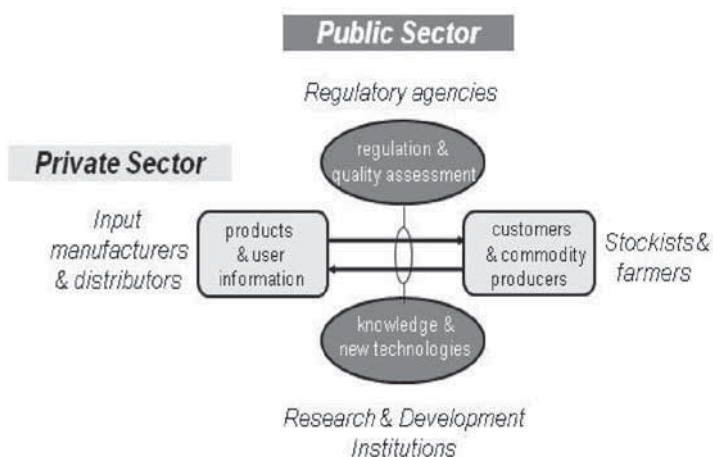 Public Sector
Regulatory agencies
regulation &
quality assessment
Private Sector
Input
manufacturers
& distributors
products
& user
information
customers
& commodity
producers
Stockists &
farmers
knowledge &
new technologies
Research & Development
Institutions